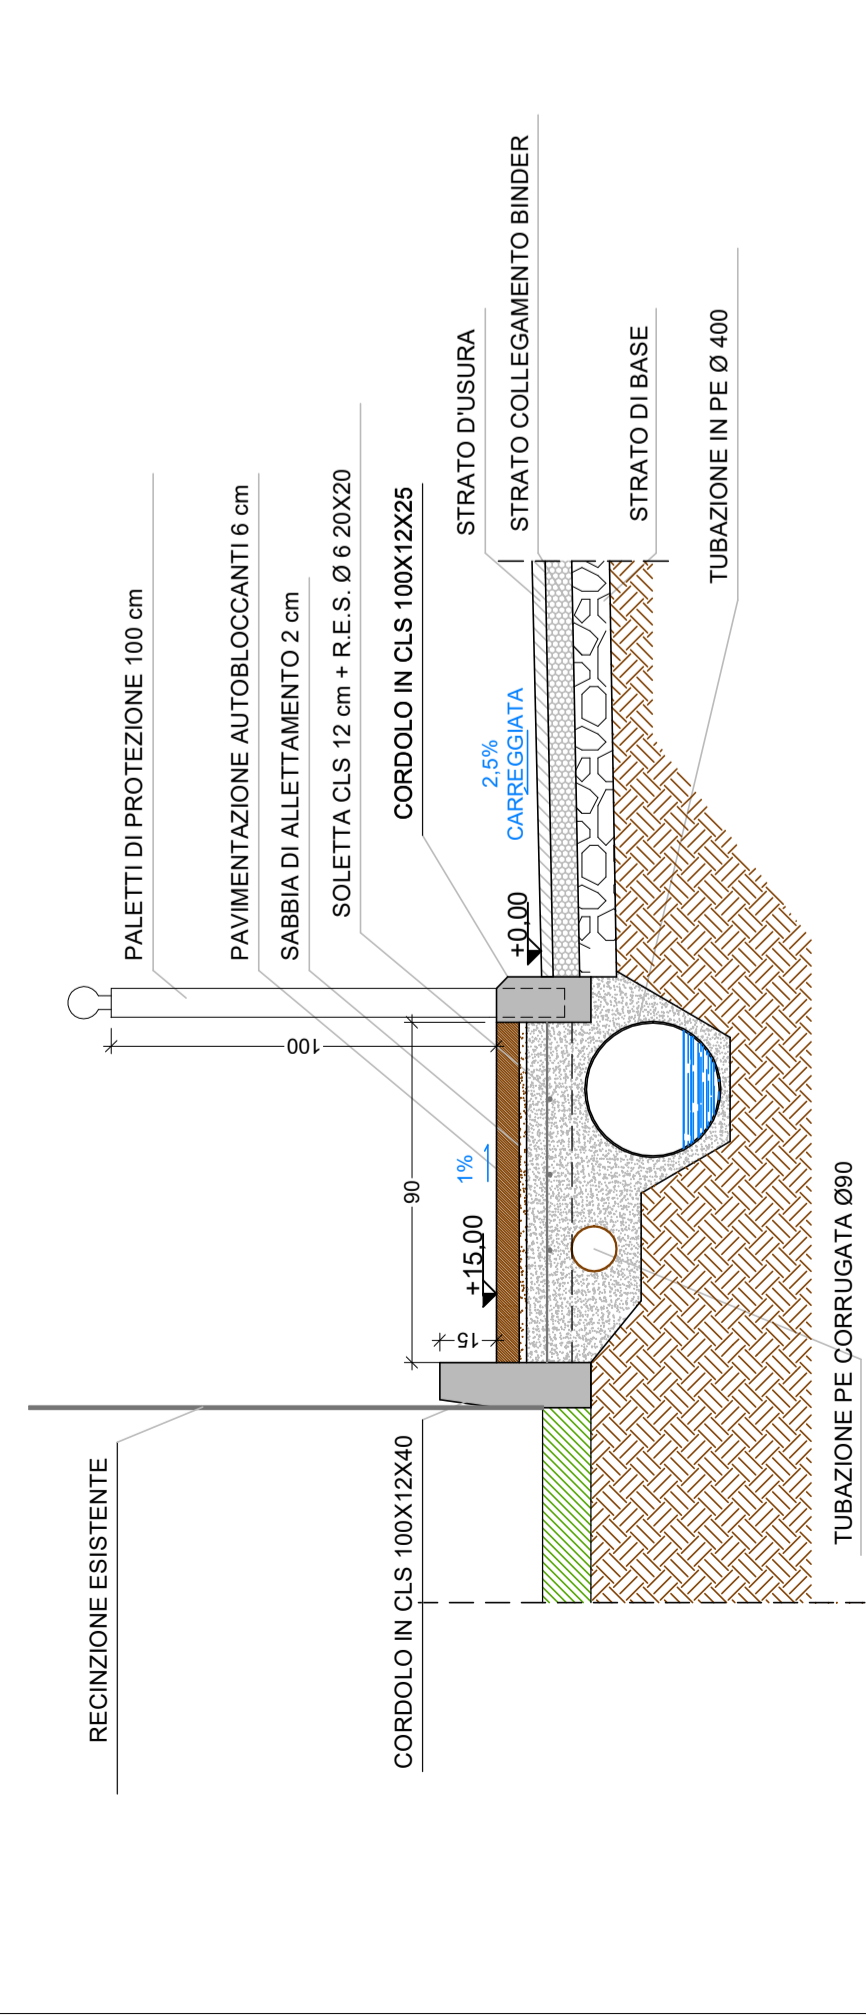 RECINZIONE ESISTENTE
PALETTI DI PROTEZIONE 100 cm
PAVIMENTAZIONE AUTOBLOCCANTI 6 cm
SABBIA DI ALLETTAMENTO 2 cm
SOLETTA CLS 12 cm + R.E.S. Ø 6 20X20
CORDOLO IN CLS 100X12X40
CORDOLO IN CLS 100X12X25
STRATO D'USURA
STRATO COLLEGAMENTO BINDER
STRATO DI BASE
TUBAZIONE IN PE Ø 400
TUBAZIONE PE CORRUGATA Ø90
100
90
15
+15,00
1%
+0,00
2,5%
CARREGGIATA